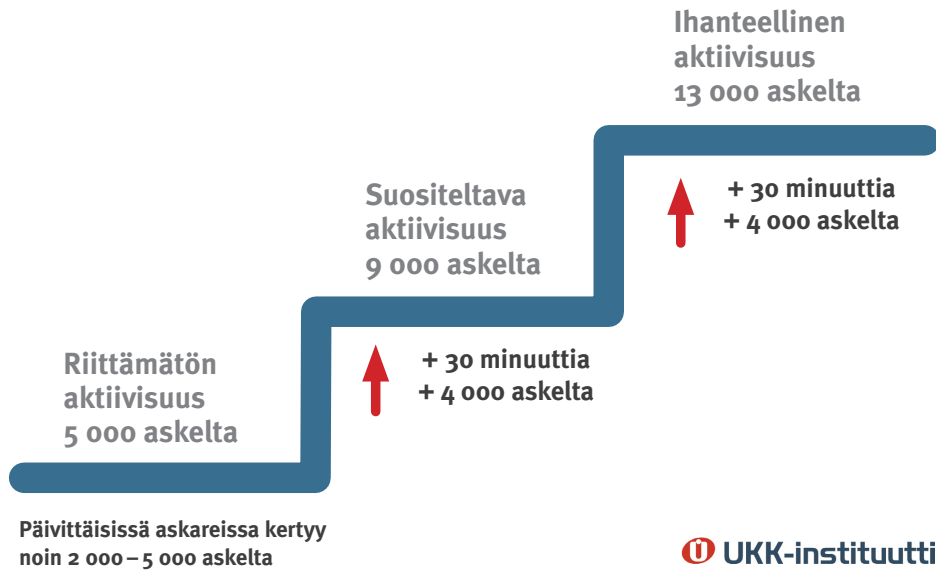 Ihanteellinen
aktiivisuus
13 000 askelta
+ 30 minuuttia
+ 4 000 askelta
Suositeltava
aktiivisuus
9 000 askelta
+ 30 minuuttia
+ 4 000 askelta
Riittämätön
aktiivisuus
5 000 askelta
Päivittäisissä askareissa kertyy
noin 2 000 – 5 000 askelta
UKK-instituutti